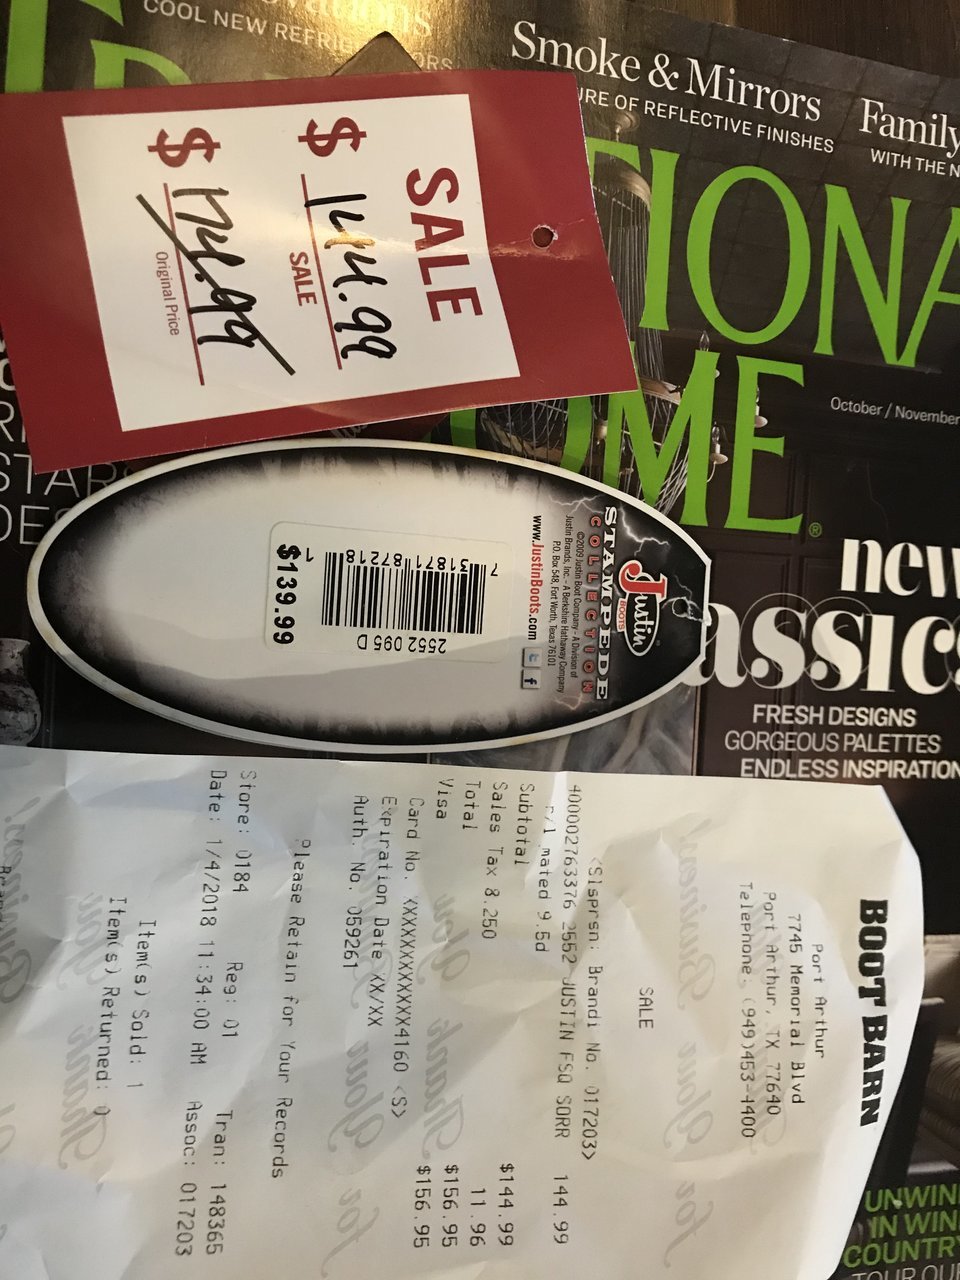 COOL NEW REFRI ORS
Smoke & Mirrors
URE OF REFLECTIVE FINISHES
Family
WITH THE N
TIONA
OME®
October / November
new
assics
FRESH DESIGNS
GORGEOUS PALETTES
ENDLESS INSPIRATION
STAR
DES
UNWIN
IN WIN
COUNTRY
TOUR OU
SALE
$ 144.99
SALE
$ 174.99
Original Price
Justin
BOOTS
STAMPEDE
COLLECTION
©2009 Justin Boot Company - A Division of
Justin Brands, Inc. - A Berkshire Hathaway Company
P.O. Box 548, Fort Worth, Texas 76101
www.JustinBoots.com
2552 095 D
7 31871 87218 1
$139.99
BOOT BARN
Port Arthur
7745 Memorial Blvd
Port Arthur, TX 77640
Telephone: (949)453-4400
SALE
<Slsprsn: Brandi No. 017203>
400002763376 2552 JUSTIN FSQ SORR 144.99
mated 9.5d
Subtotal $144.99
Sales Tax 8.250 11.96
Total $156.95
Visa $156.95
Card No. XXXXXXXXXXXX4160 <S>
Expiration Date XX/XX
Auth. No. 059261
Please Retain for Your Records
Store: 0184 Reg: 01 Tran: 148365
Date: 1/4/2018 11:34:00 AM Assoc: 017203
Item(s) Sold: 1
Item(s) Returned: 0